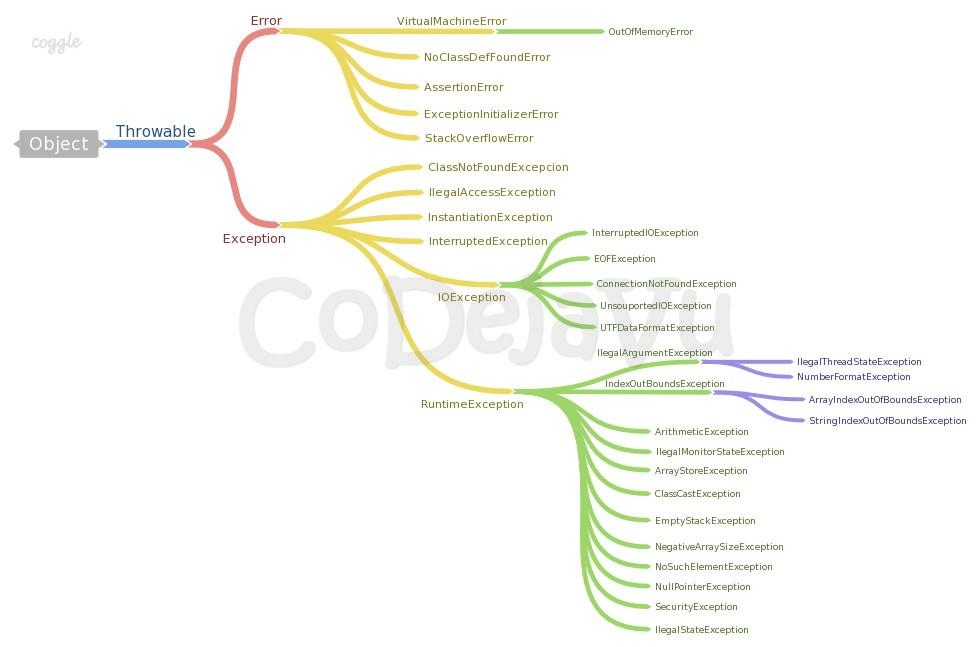 coggle
Object
Throwable
Error
VirtualMachineError
OutOfMemoryError
NoClassDefFoundError
AssertionError
ExceptionInitializerError
StackOverflowError
Exception
ClassNotFoundExcepcion
IlegalAccessException
InstantiationException
InterruptedException
IOException
InterruptedIOException
EOFException
ConnectionNotFoundException
UnsouportedIOException
UTFDataFormatException
CoDejaVu
RuntimeException
IlegalArgumentException
IlegalThreadStateException
NumberFormatException
IndexOutBoundsException
ArrayIndexOutOfBoundsException
StringIndexOutOfBoundsException
ArithmeticException
IlegalMonitorStateException
ArrayStoreException
ClassCastException
EmptyStackException
NegativeArraySizeException
NoSuchElementException
NullPointerException
SecurityException
IlegalStateException